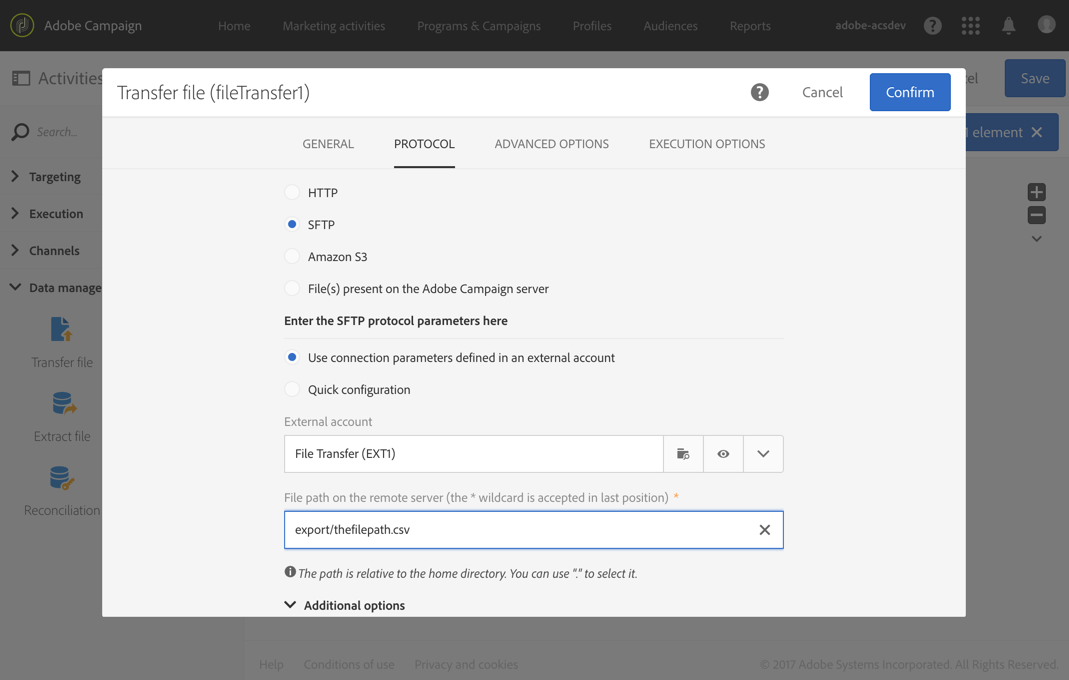 Adobe Campaign Home Marketing activities Programs & Campaigns Profiles Audiences Reports adobe-acsdev
Activities
Save
Transfer file (fileTransfer1) Cancel Confirm
Search...
1 element
GENERAL PROTOCOL ADVANCED OPTIONS EXECUTION OPTIONS
Targeting
Execution
Channels
Data manage
Transfer file
Extract file
Reconciliation
HTTP
SFTP
Amazon S3
File(s) present on the Adobe Campaign server
Enter the SFTP protocol parameters here
Use connection parameters defined in an external account
Quick configuration
External account
File Transfer (EXT1)
File path on the remote server (the * wildcard is accepted in last position) *
export/thefilepath.csv
The path is relative to the home directory. You can use "." to select it.
Additional options
Help Conditions of use Privacy and cookies © 2017 Adobe Systems Incorporated. All Rights Reserved.